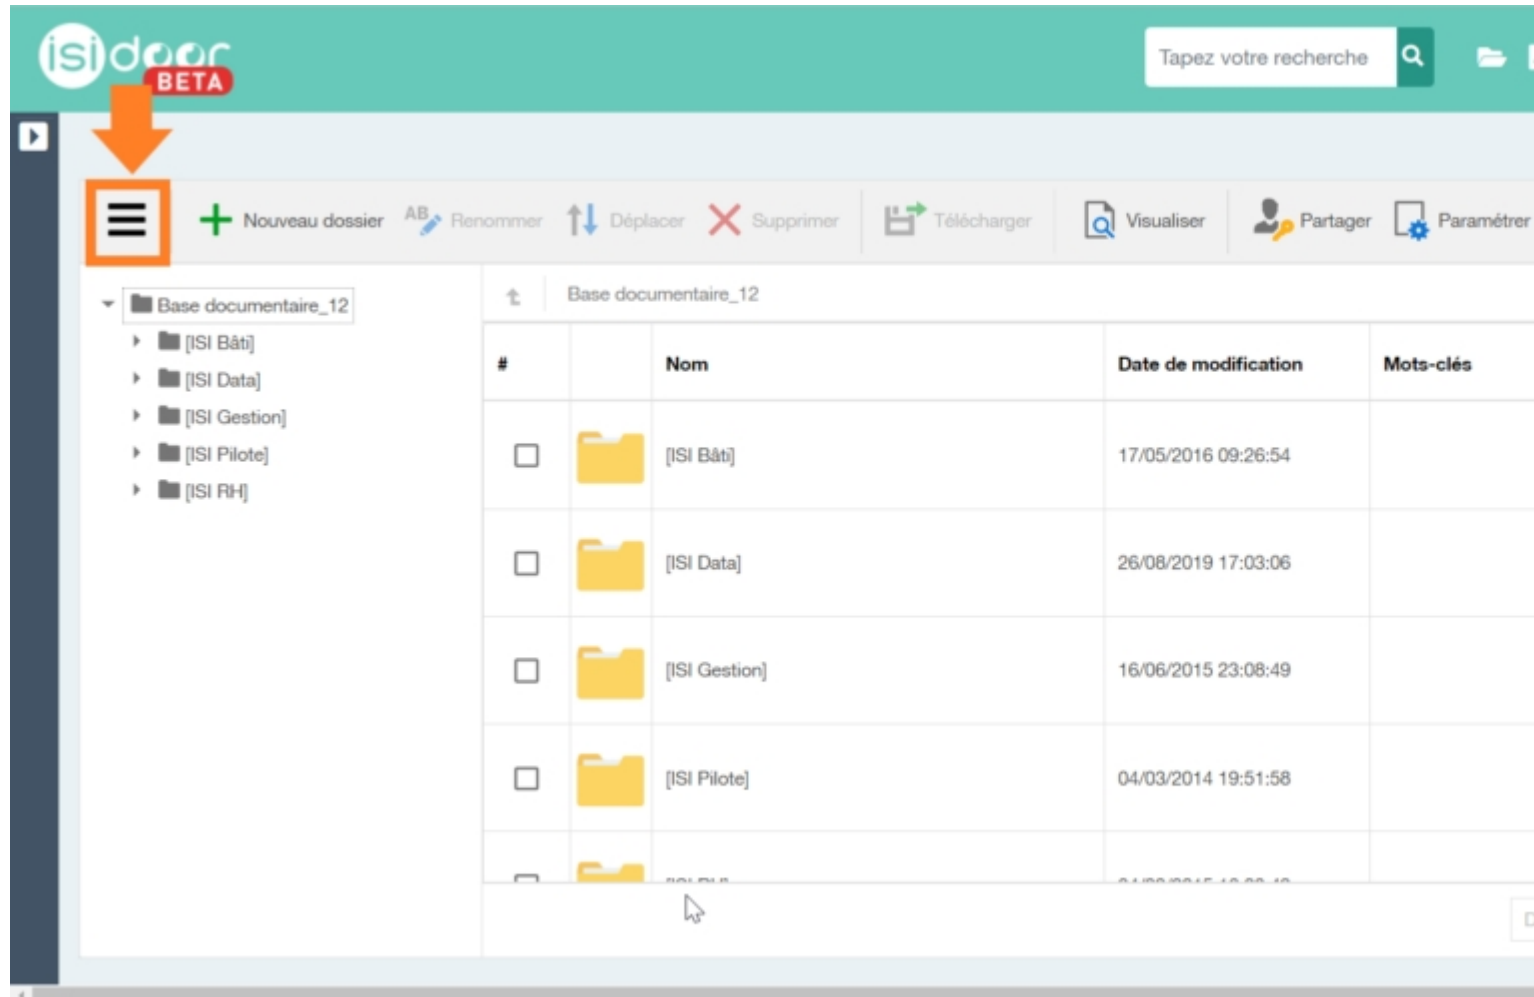 isidoor
BETA
Tapez votre recherche
Nouveau dossier AB Renommer Déplacer Supprimer Télécharger Visualiser Partager Paramétrer
Base documentaire_12
[ISI Bâti]
[ISI Data]
[ISI Gestion]
[ISI Pilote]
[ISI RH]
Base documentaire_12
# Nom Date de modification Mots-clés
[ISI Bâti] 17/05/2016 09:26:54
[ISI Data] 26/08/2019 17:03:06
[ISI Gestion] 16/06/2015 23:08:49
[ISI Pilote] 04/03/2014 19:51:58